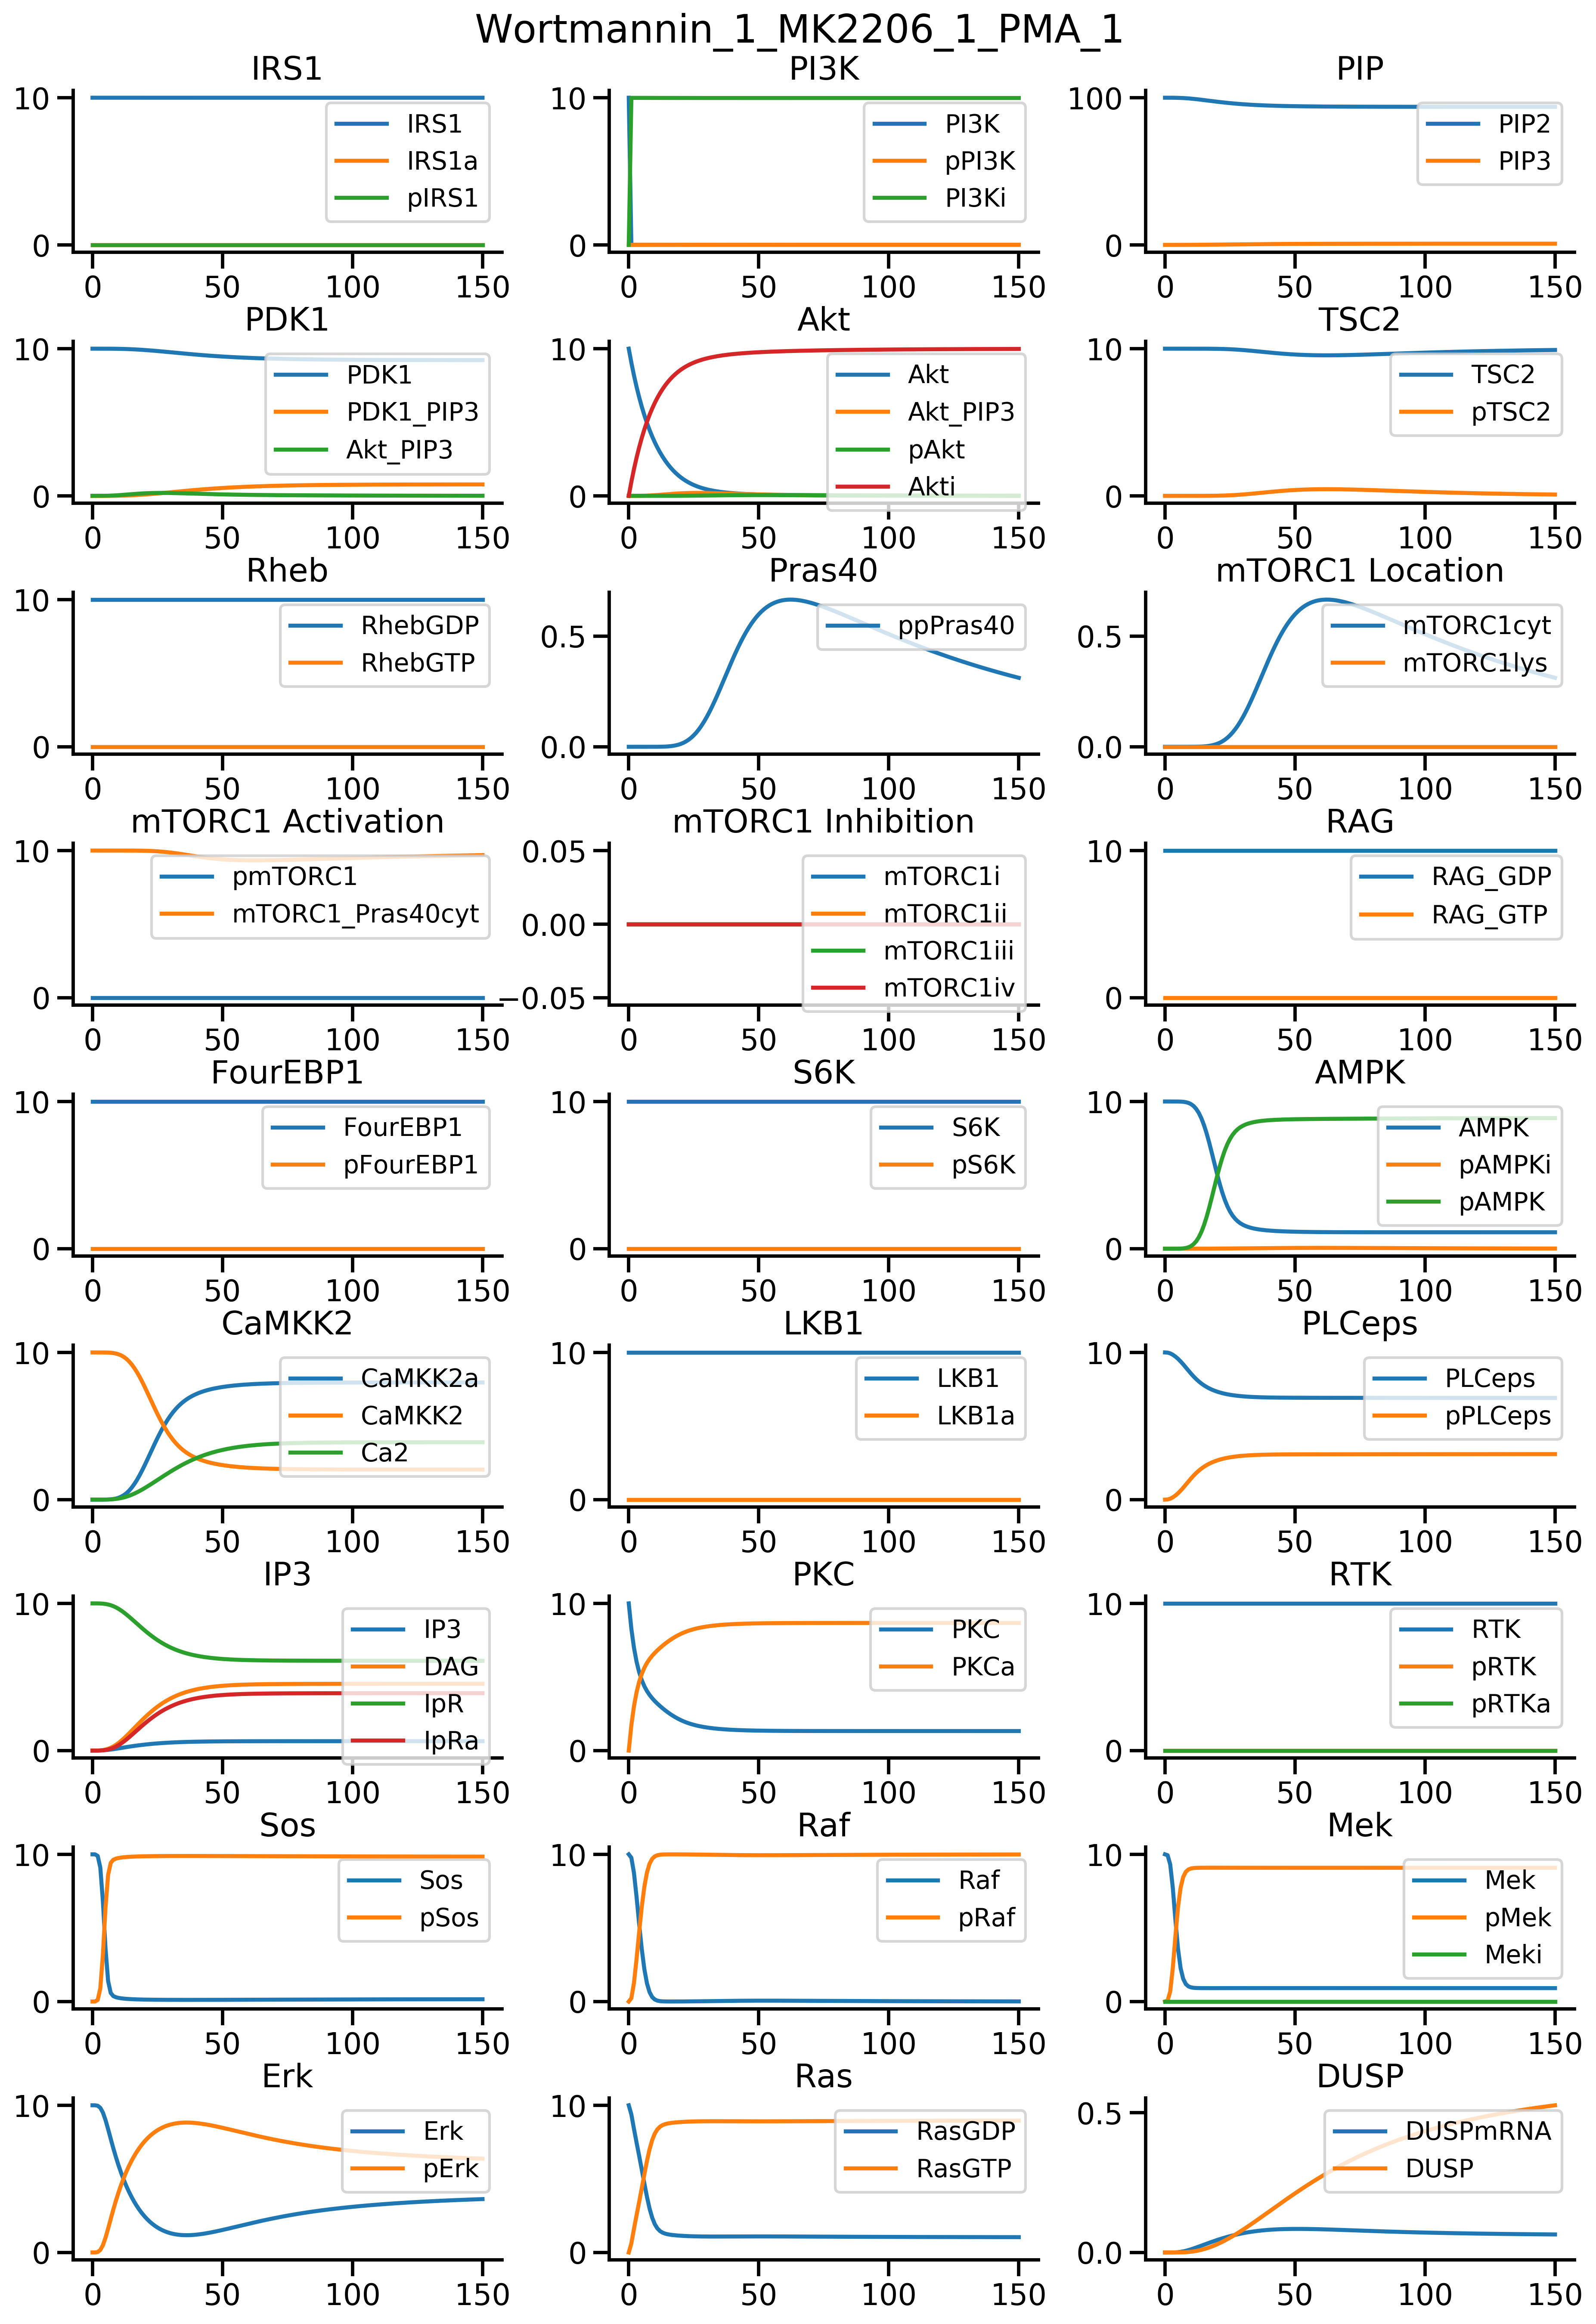 Wortmannin_1_MK2206_1_PMA_1
IRS1
10
0
0 50 100 150
IRS1
IRS1a
pIRS1
PI3K
10
0
0 50 100 150
PI3K
pPI3K
PI3Ki
PIP
100
0
0 50 100 150
PIP2
PIP3
PDK1
10
0
0 50 100 150
PDK1
PDK1_PIP3
Akt_PIP3
Akt
10
0
0 50 100 150
Akt
Akt_PIP3
pAkt
Akti
TSC2
10
0
0 50 100 150
TSC2
pTSC2
Rheb
10
0
0 50 100 150
RhebGDP
RhebGTP
Pras40
0.5
0.0
0 50 100 150
ppPras40
mTORC1 Location
0.5
0.0
0 50 100 150
mTORC1cyt
mTORC1lys
mTORC1 Activation
10
0
0 50 100 150
pmTORC1
mTORC1_Pras40cyt
mTORC1 Inhibition
0.05
0.00
−0.05
0 50 100 150
mTORC1i
mTORC1ii
mTORC1iii
mTORC1iv
RAG
10
0
0 50 100 150
RAG_GDP
RAG_GTP
FourEBP1
10
0
0 50 100 150
FourEBP1
pFourEBP1
S6K
10
0
0 50 100 150
S6K
pS6K
AMPK
10
0
0 50 100 150
AMPK
pAMPKi
pAMPK
CaMKK2
10
0
0 50 100 150
CaMKK2a
CaMKK2
Ca2
LKB1
10
0
0 50 100 150
LKB1
LKB1a
PLCeps
10
0
0 50 100 150
PLCeps
pPLCeps
IP3
10
0
0 50 100 150
IP3
DAG
IpR
IpRa
PKC
10
0
0 50 100 150
PKC
PKCa
RTK
10
0
0 50 100 150
RTK
pRTK
pRTKa
Sos
10
0
0 50 100 150
Sos
pSos
Raf
10
0
0 50 100 150
Raf
pRaf
Mek
10
0
0 50 100 150
Mek
pMek
Meki
Erk
10
0
0 50 100 150
Erk
pErk
Ras
10
0
0 50 100 150
RasGDP
RasGTP
DUSP
0.5
0.0
0 50 100 150
DUSPmRNA
DUSP